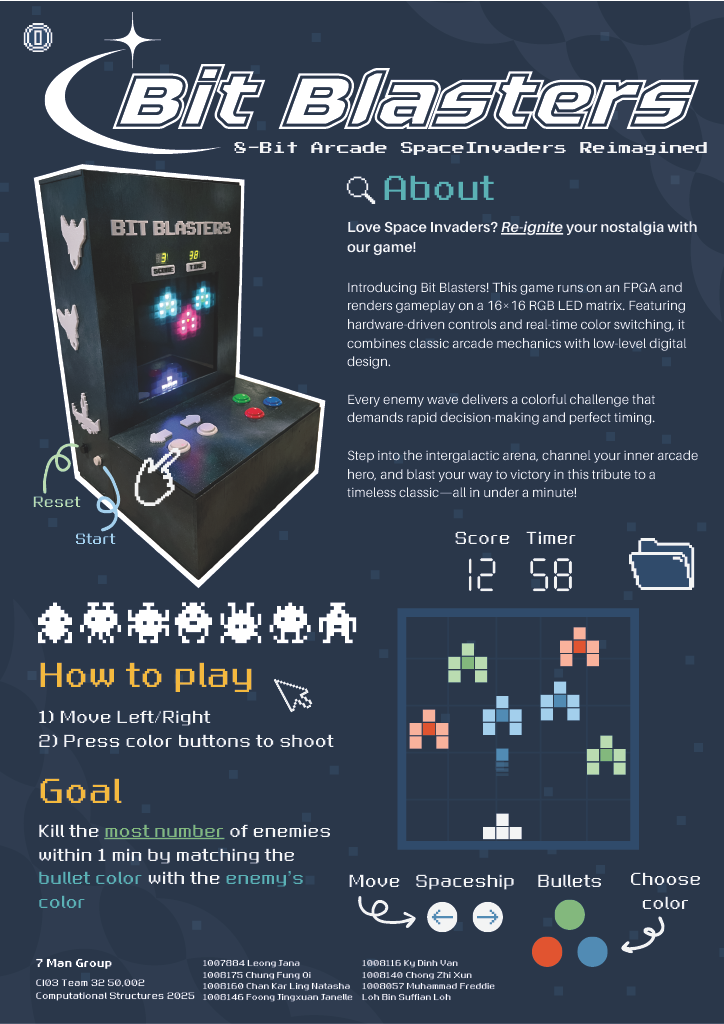 Bit Blasters
8-Bit Arcade SpaceInvaders Reimagined
BIT BLASTERS
3 38
SCORE TIME
Reset
Start
About
Love Space Invaders? Re-ignite your nostalgia with
our game!
Introducing Bit Blasters! This game runs on an FPGA and
renders gameplay on a 16×16 RGB LED matrix. Featuring
hardware-driven controls and real-time color switching, it
combines classic arcade mechanics with low-level digital
design.
Every enemy wave delivers a colorful challenge that
demands rapid decision-making and perfect timing.
Step into the intergalactic arena, channel your inner arcade
hero, and blast your way to victory in this tribute to a
timeless classic—all in under a minute!
Score Timer
12 58
How to play
1) Move Left/Right
2) Press color buttons to shoot
Goal
Kill the most number of enemies
within 1 min by matching the
bullet color with the enemy's
color
Move Spaceship Bullets Choose
color
7 Man Group
CI03 Team 32 50.002
Computational Structures 2025
1007884 Leong Jana
1008175 Chung Fung Oi
1008160 Chan Kar Ling Natasha
1008146 Foong Jingxuan Janelle
1008116 Ky Dinh Van
1008140 Chong Zhi Xun
1008057 Muhammad Freddie
Loh Bin Suffian Loh